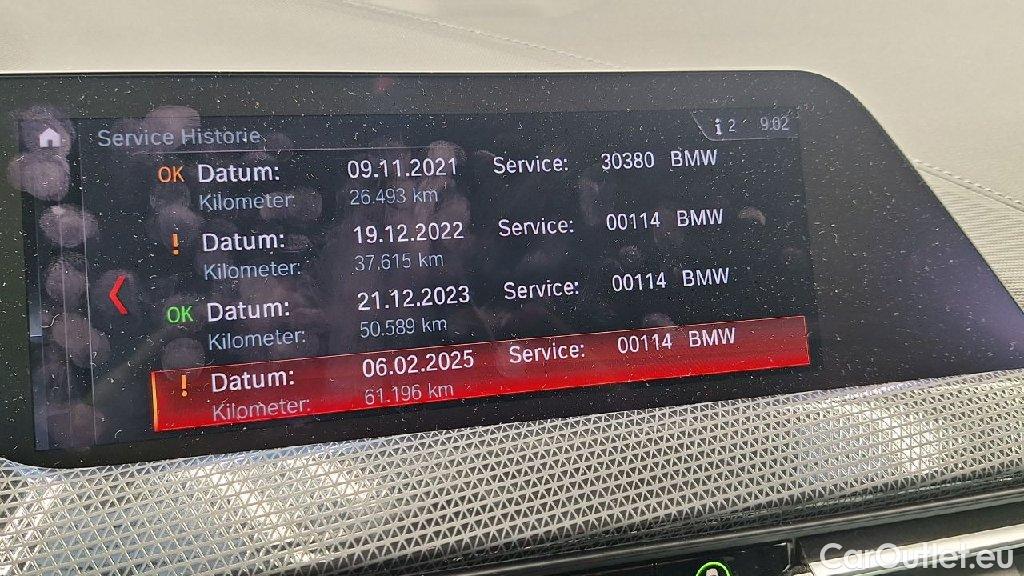 Service Historie
i 2 9:02
OK Datum: 09.11.2021 Service: 30380 BMW
Kilometer: 26.493 km
! Datum: 19.12.2022 Service: 00114 BMW
Kilometer: 37.615 km
OK Datum: 21.12.2023 Service: 00114 BMW
Kilometer: 50.589 km
! Datum: 06.02.2025 Service: 00114 BMW
Kilometer: 61.196 km
CarOutlet.eu